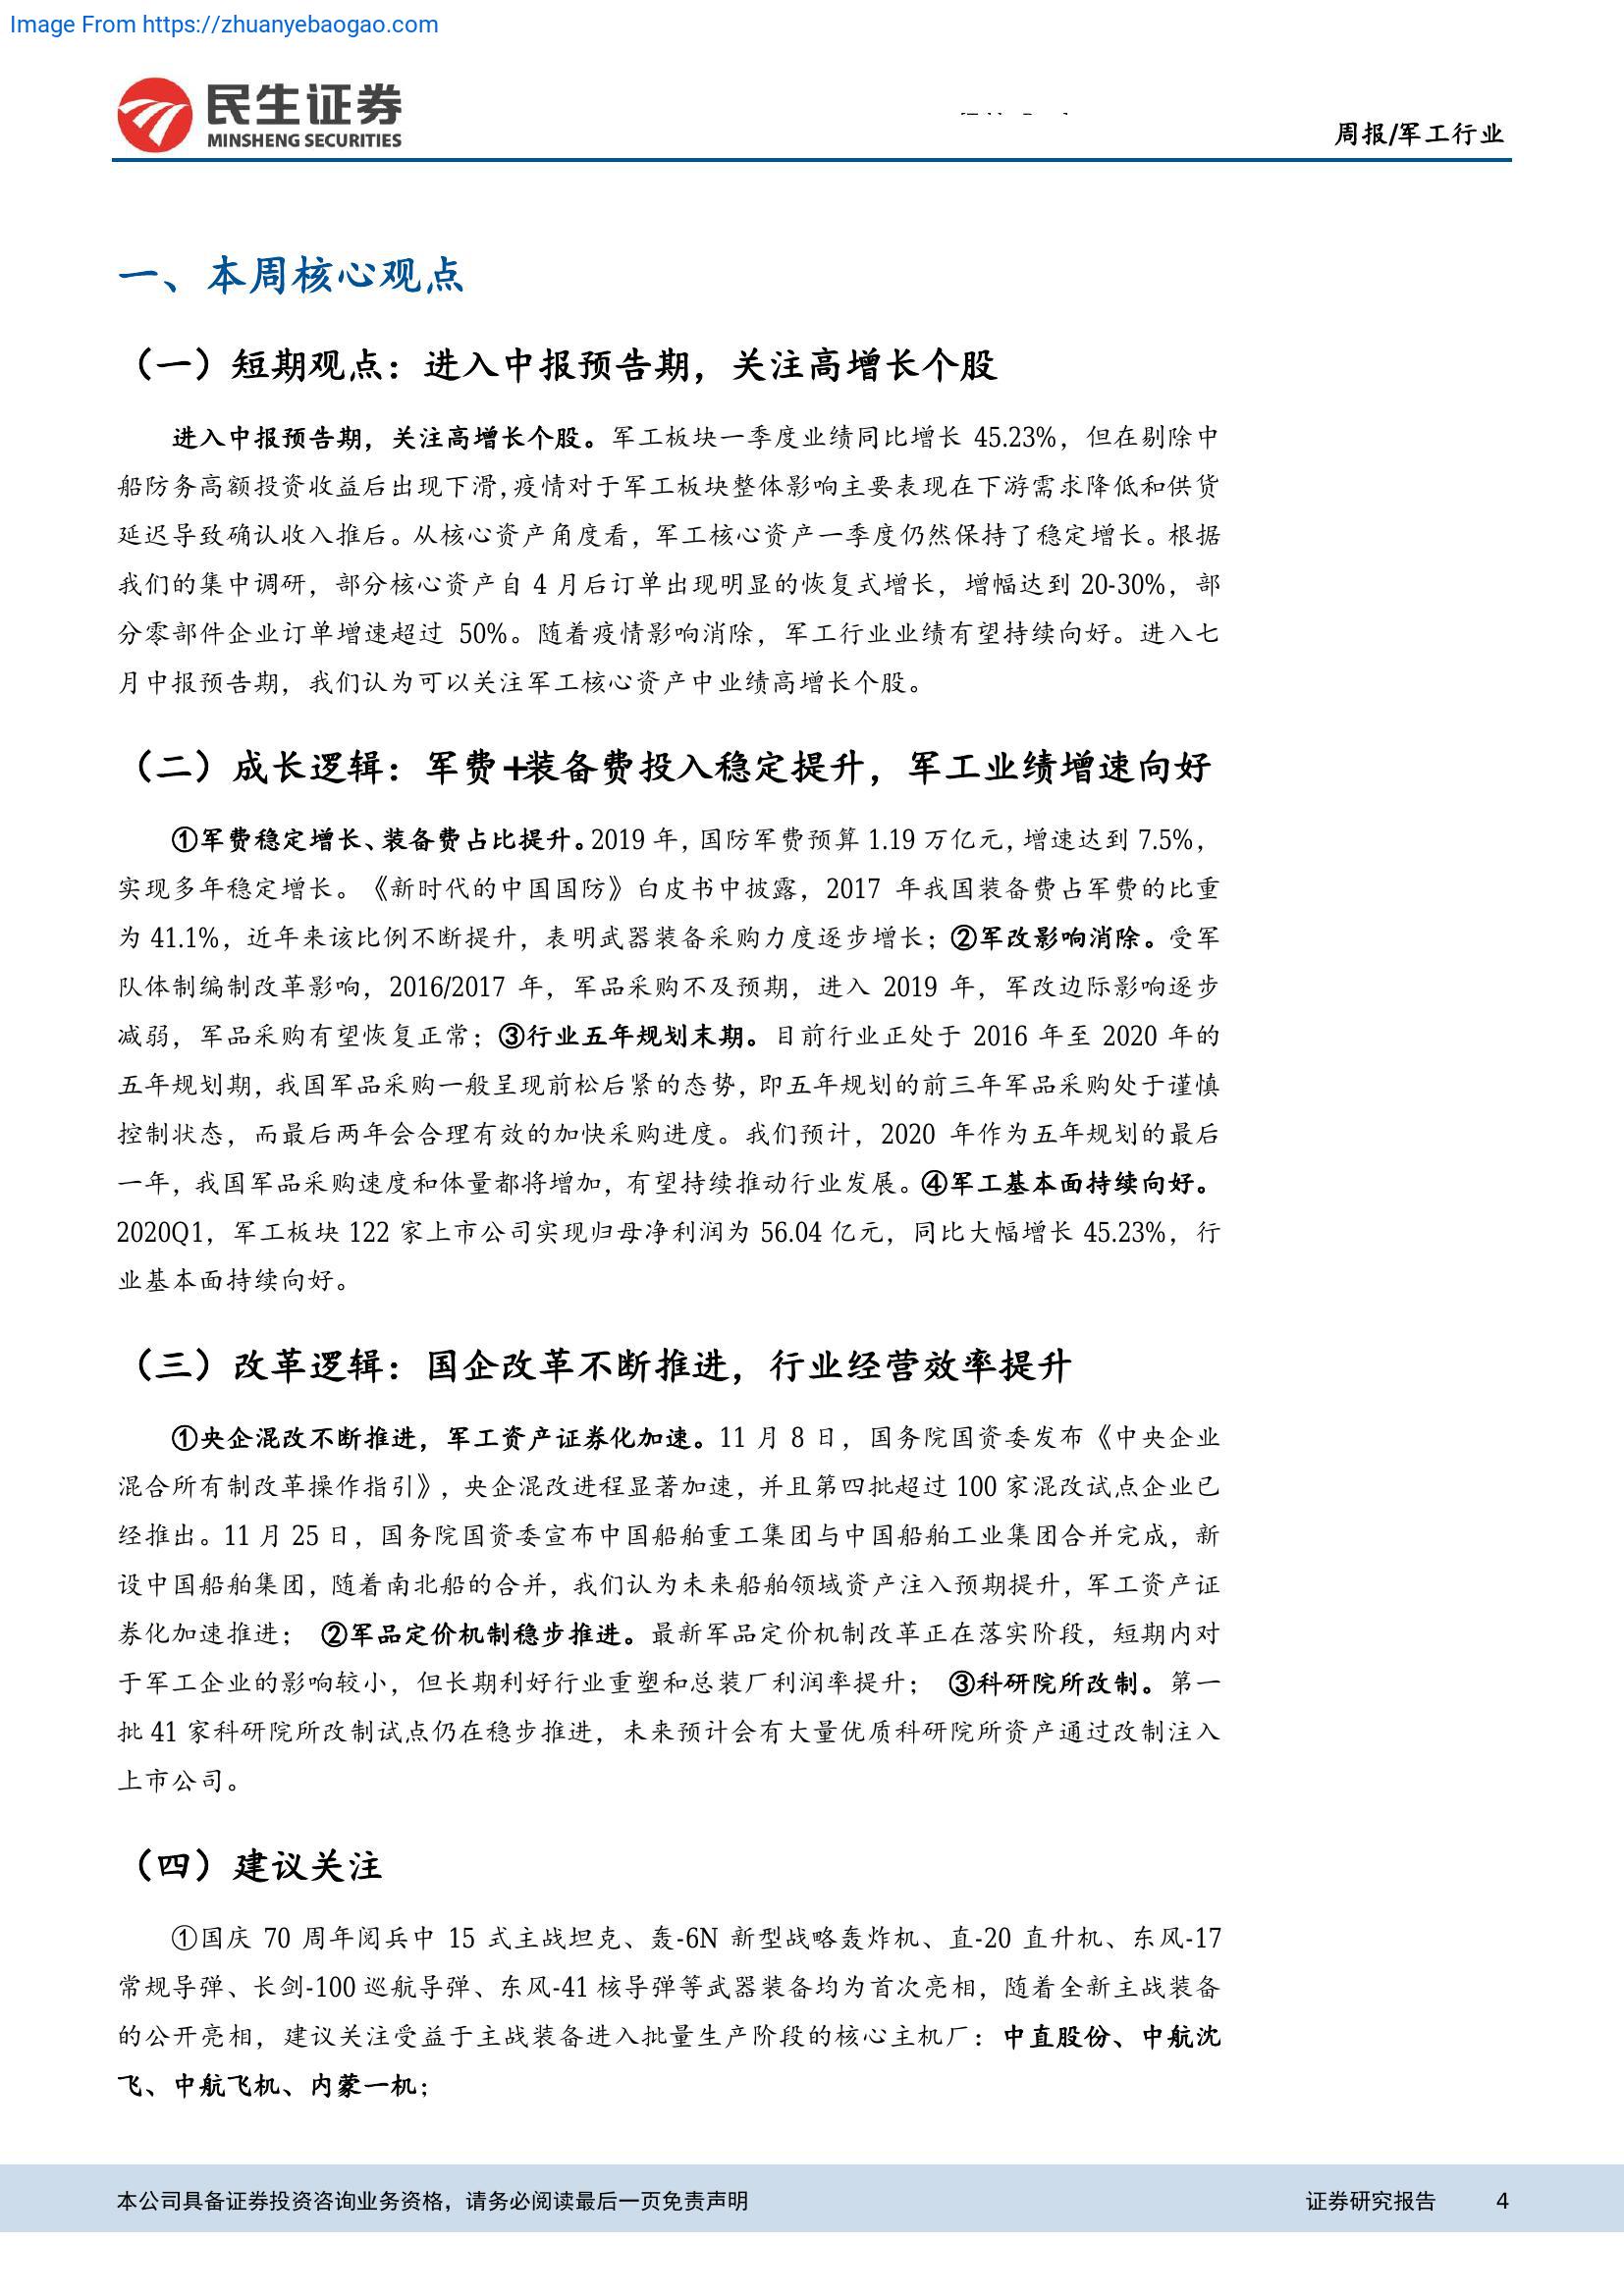 Image From https://zhuanyebaogao.com
民生证券
MINSHENG SECURITIES
周报/军工行业
一、本周核心观点
（一）短期观点：进入中报预告期，关注高增长个股
进入中报预告期，关注高增长个股。军工板块一季度业绩同比增长 45.23%，但在剔除中
船防务高额投资收益后出现下滑，疫情对于军工板块整体影响主要表现在下游需求降低和供货
延迟导致确认收入推后。从核心资产角度看，军工核心资产一季度仍然保持了稳定增长。根据
我们的集中调研，部分核心资产自 4 月后订单出现明显的恢复式增长，增幅达到 20-30%，部
分零部件企业订单增速超过 50%。随着疫情影响消除，军工行业业绩有望持续向好。进入七
月中报预告期，我们认为可以关注军工核心资产中业绩高增长个股。
（二）成长逻辑：军费+装备费投入稳定提升，军工业绩增速向好
①军费稳定增长、装备费占比提升。2019 年，国防军费预算 1.19 万亿元，增速达到 7.5%，
实现多年稳定增长。《新时代的中国国防》白皮书中披露，2017 年我国装备费占军费的比重
为 41.1%，近年来该比例不断提升，表明武器装备采购力度逐步增长；②军改影响消除。受军
队体制编制改革影响，2016/2017 年，军品采购不及预期，进入 2019 年，军改边际影响逐步
减弱，军品采购有望恢复正常；③行业五年规划末期。目前行业正处于 2016 年至 2020 年的
五年规划期，我国军品采购一般呈现前松后紧的态势，即五年规划的前三年军品采购处于谨慎
控制状态，而最后两年会合理有效的加快采购进度。我们预计，2020 年作为五年规划的最后
一年，我国军品采购速度和体量都将增加，有望持续推动行业发展。④军工基本面持续向好。
2020Q1，军工板块 122 家上市公司实现归母净利润为 56.04 亿元，同比大幅增长 45.23%，行
业基本面持续向好。
（三）改革逻辑：国企改革不断推进，行业经营效率提升
①央企混改不断推进，军工资产证券化加速。11 月 8 日，国务院国资委发布《中央企业
混合所有制改革操作指引》，央企混改进程显著加速，并且第四批超过 100 家混改试点企业已
经推出。11 月 25 日，国务院国资委宣布中国船舶重工集团与中国船舶工业集团合并完成，新
设中国船舶集团，随着南北船的合并，我们认为未来船舶领域资产注入预期提升，军工资产证
券化加速推进； ②军品定价机制稳步推进。最新军品定价机制改革正在落实阶段，短期内对
于军工企业的影响较小，但长期利好行业重塑和总装厂利润率提升； ③科研院所改制。第一
批 41 家科研院所改制试点仍在稳步推进，未来预计会有大量优质科研院所资产通过改制注入
上市公司。
（四）建议关注
①国庆 70 周年阅兵中 15 式主战坦克、轰-6N 新型战略轰炸机、直-20 直升机、东风-17
常规导弹、长剑-100 巡航导弹、东风-41 核导弹等武器装备均为首次亮相，随着全新主战装备
的公开亮相，建议关注受益于主战装备进入批量生产阶段的核心主机厂：中直股份、中航沈
飞、中航飞机、内蒙一机；
本公司具备证券投资咨询业务资格，请务必阅读最后一页免责声明
证券研究报告 4